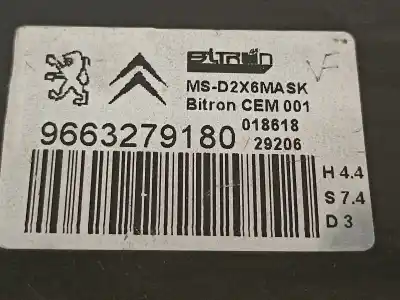 BITRON
MS-D2X6MASK
Bitron CEM 001
018618
9663279180
29206
H 4.4
S 7.4
D 3